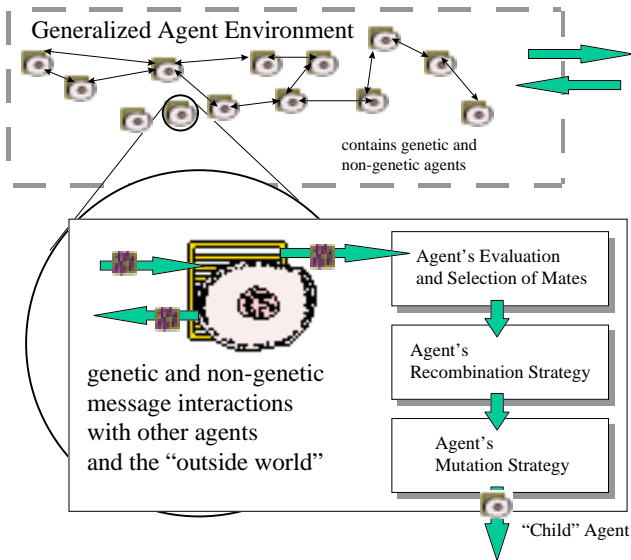 Generalized Agent Environment
contains genetic and
non-genetic agents
Agent's Evaluation
and Selection of Mates
Agent's
Recombination Strategy
Agent's
Mutation Strategy
genetic and non-genetic
message interactions
with other agents
and the “outside world”
“Child” Agent